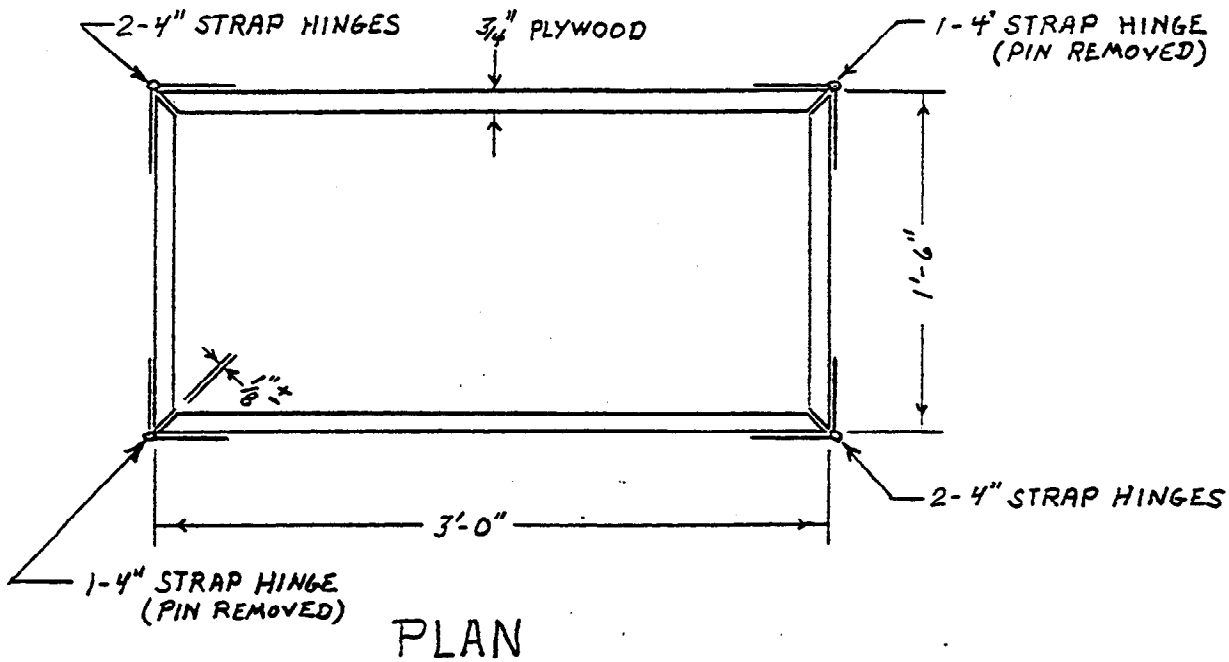 2-4" STRAP HINGES
3/4" PLYWOOD
1-4' STRAP HINGE
(PIN REMOVED)
1'-6"
1/8"±
2-4" STRAP HINGES
3'-0"
1-4" STRAP HINGE
(PIN REMOVED)
PLAN